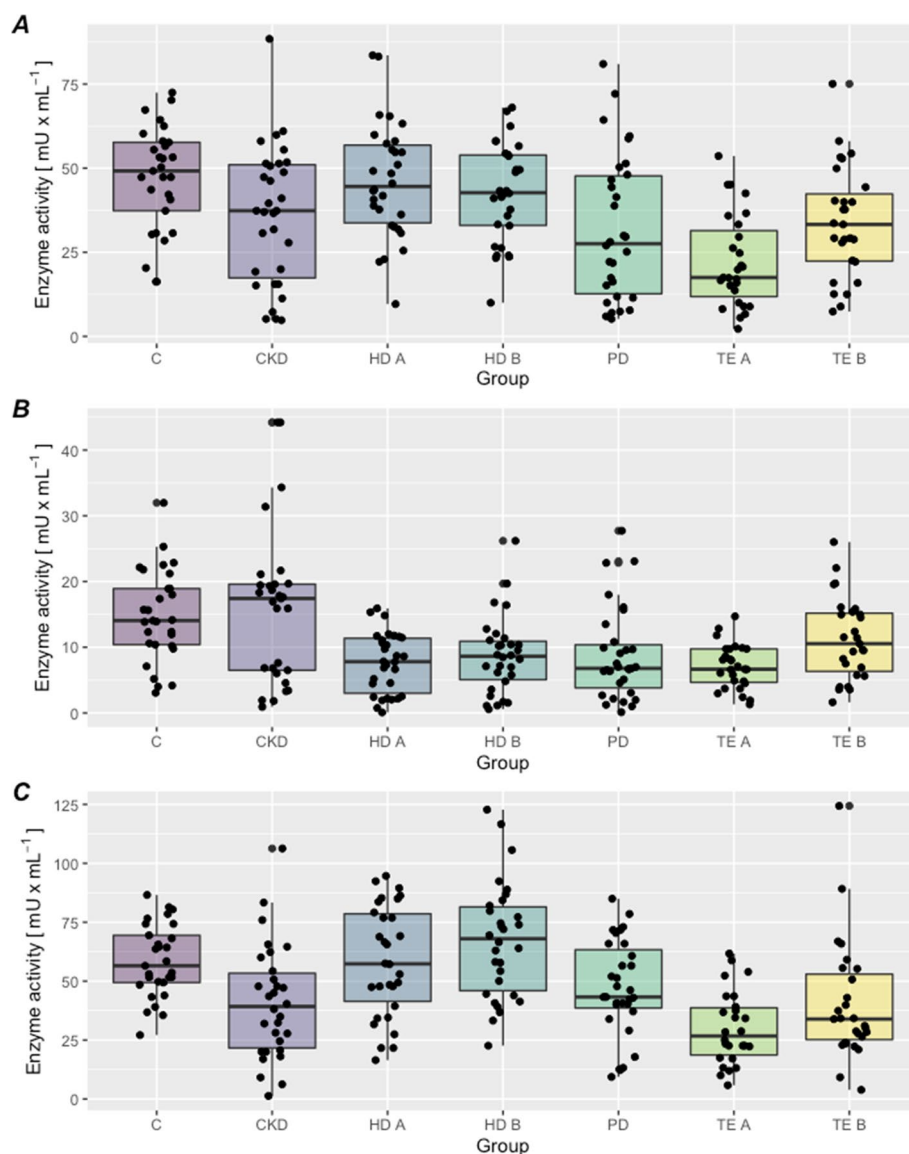 A
Enzyme activity [ mU x mL⁻¹ ]
75
50
25
0
C CKD HD A HD B PD TE A TE B
Group
B
Enzyme activity [ mU x mL⁻¹ ]
40
30
20
10
0
C CKD HD A HD B PD TE A TE B
Group
C
Enzyme activity [ mU x mL⁻¹ ]
125
100
75
50
25
0
C CKD HD A HD B PD TE A TE B
Group